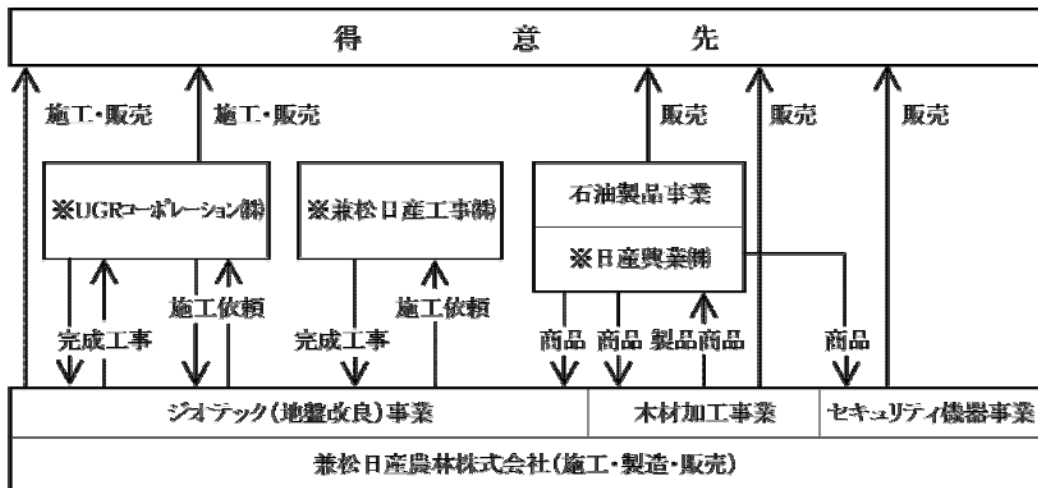 得意先
施工・販売 施工・販売 販売 販売 販売
※UGRコーポレーション㈱ ※兼松日産工事㈱ 石油製品事業
※日産興業㈱
施工依頼 施工依頼
完成工事 完成工事 商品 商品 製品商品 商品
ジオテック(地盤改良)事業 木材加工事業 セキュリティ機器事業
兼松日産農林株式会社(施工・製造・販売)